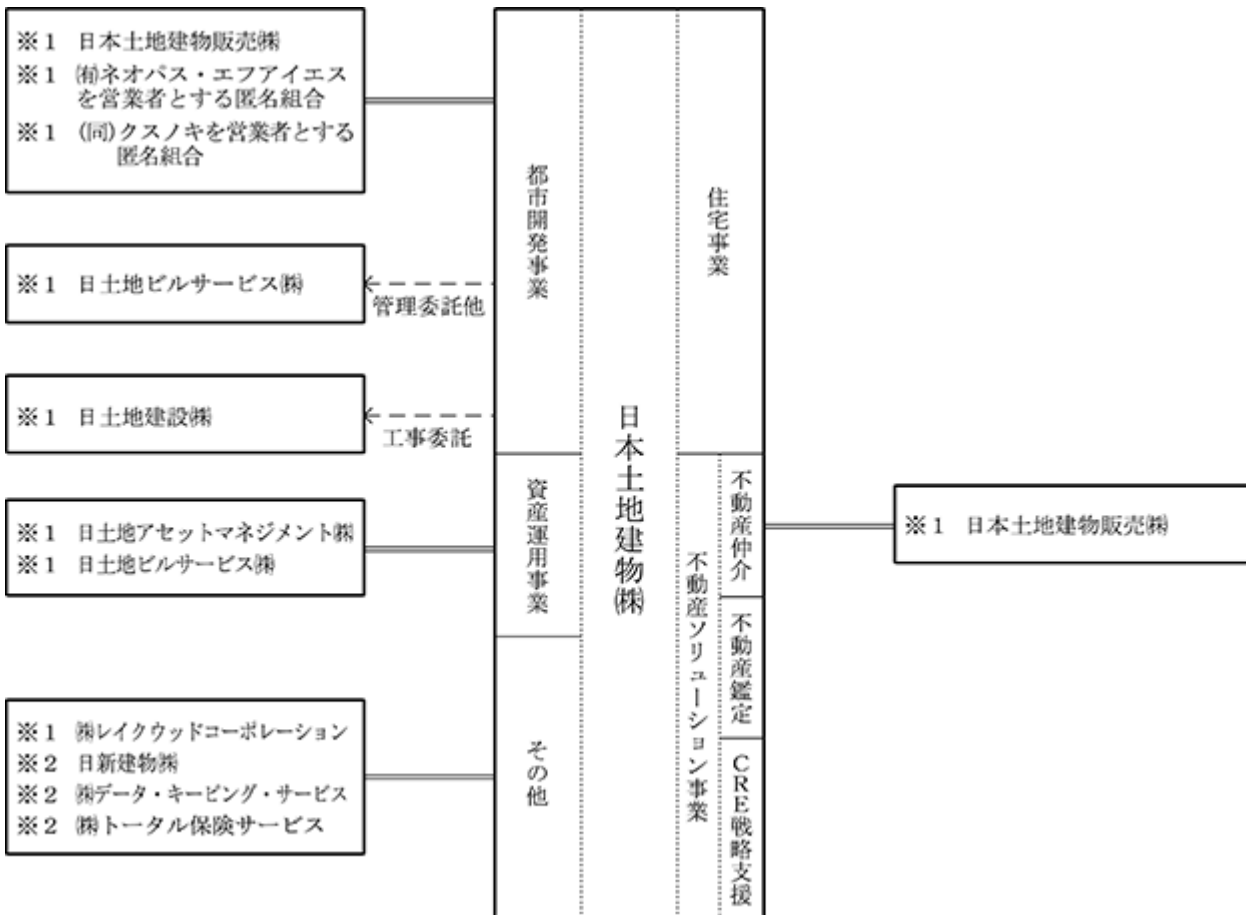 ※1 日本土地建物販売㈱
※1 ㈲ネオパス・エフアイエス
を営業者とする匿名組合
※1 (同)クスノキを営業者とする
匿名組合
※1 日土地ビルサービス㈱
管理委託他
※1 日土地建設㈱
工事委託
※1 日土地アセットマネジメント㈱
※1 日土地ビルサービス㈱
※1 ㈱レイクウッドコーポレーション
※2 日新建物㈱
※2 ㈱データ・キーピング・サービス
※2 ㈱トータル保険サービス
都市開発事業
資産運用事業
その他
日本土地建物㈱
住宅事業
不動産ソリューション事業
不動産仲介
不動産鑑定
CRE戦略支援
※1 日本土地建物販売㈱